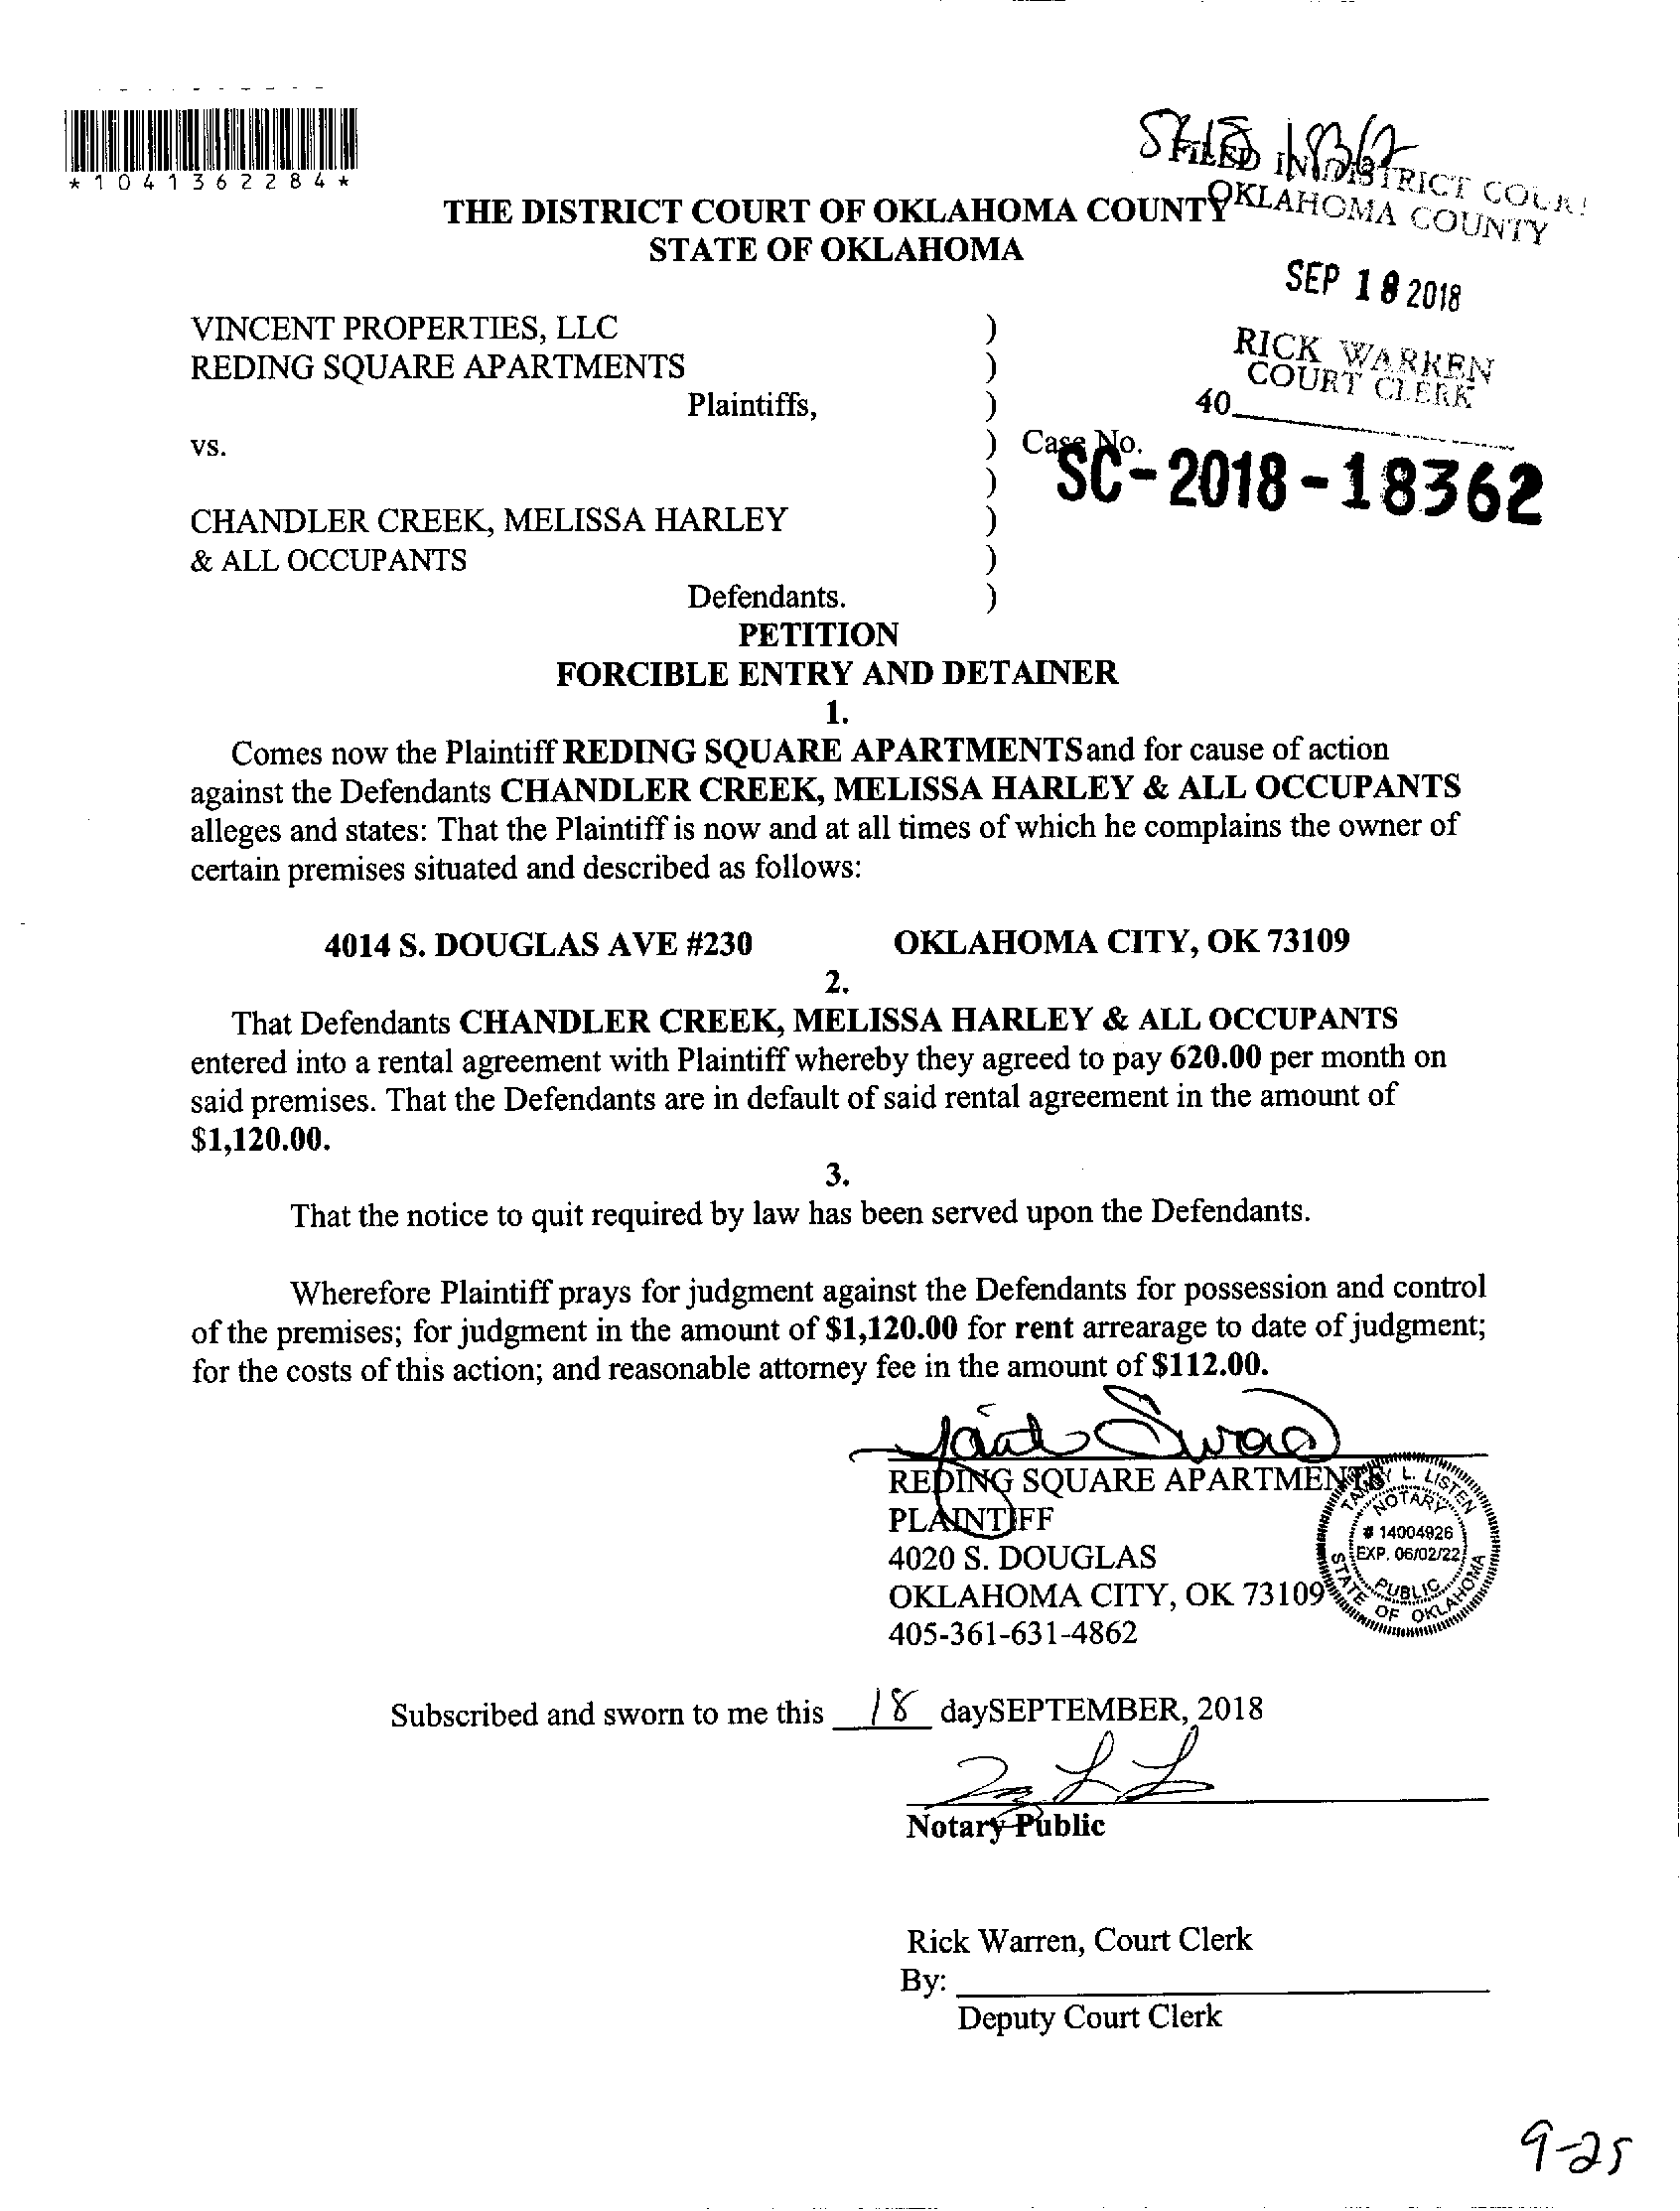 *1041362284*
FILED IN DISTRICT COURT
OKLAHOMA COUNTY
THE DISTRICT COURT OF OKLAHOMA COUNTY
STATE OF OKLAHOMA
SEP 18 2018
RICK WARREN
COURT CLERK
40
VINCENT PROPERTIES, LLC )
REDING SQUARE APARTMENTS )
Plaintiffs, )
vs. ) Case No.
) SC-2018-18362
CHANDLER CREEK, MELISSA HARLEY )
& ALL OCCUPANTS )
Defendants. )
PETITION
FORCIBLE ENTRY AND DETAINER
1.
Comes now the Plaintiff REDING SQUARE APARTMENTS and for cause of action
against the Defendants CHANDLER CREEK, MELISSA HARLEY & ALL OCCUPANTS
alleges and states: That the Plaintiff is now and at all times of which he complains the owner of
certain premises situated and described as follows:
4014 S. DOUGLAS AVE #230 OKLAHOMA CITY, OK 73109
2.
That Defendants CHANDLER CREEK, MELISSA HARLEY & ALL OCCUPANTS
entered into a rental agreement with Plaintiff whereby they agreed to pay 620.00 per month on
said premises. That the Defendants are in default of said rental agreement in the amount of
$1,120.00.
3.
That the notice to quit required by law has been served upon the Defendants.
Wherefore Plaintiff prays for judgment against the Defendants for possession and control
of the premises; for judgment in the amount of $1,120.00 for rent arrearage to date of judgment;
for the costs of this action; and reasonable attorney fee in the amount of $112.00.
REDING SQUARE APARTMENTS
PLAINTIFF
4020 S. DOUGLAS
OKLAHOMA CITY, OK 73109
405-361-631-4862
L. LISTEN
NOTARY
# 14004926
EXP. 06/02/22
PUBLIC
STATE OF OKLAHOMA
Subscribed and sworn to me this 18 daySEPTEMBER, 2018
Notary Public
Rick Warren, Court Clerk
By:
Deputy Court Clerk
9-25